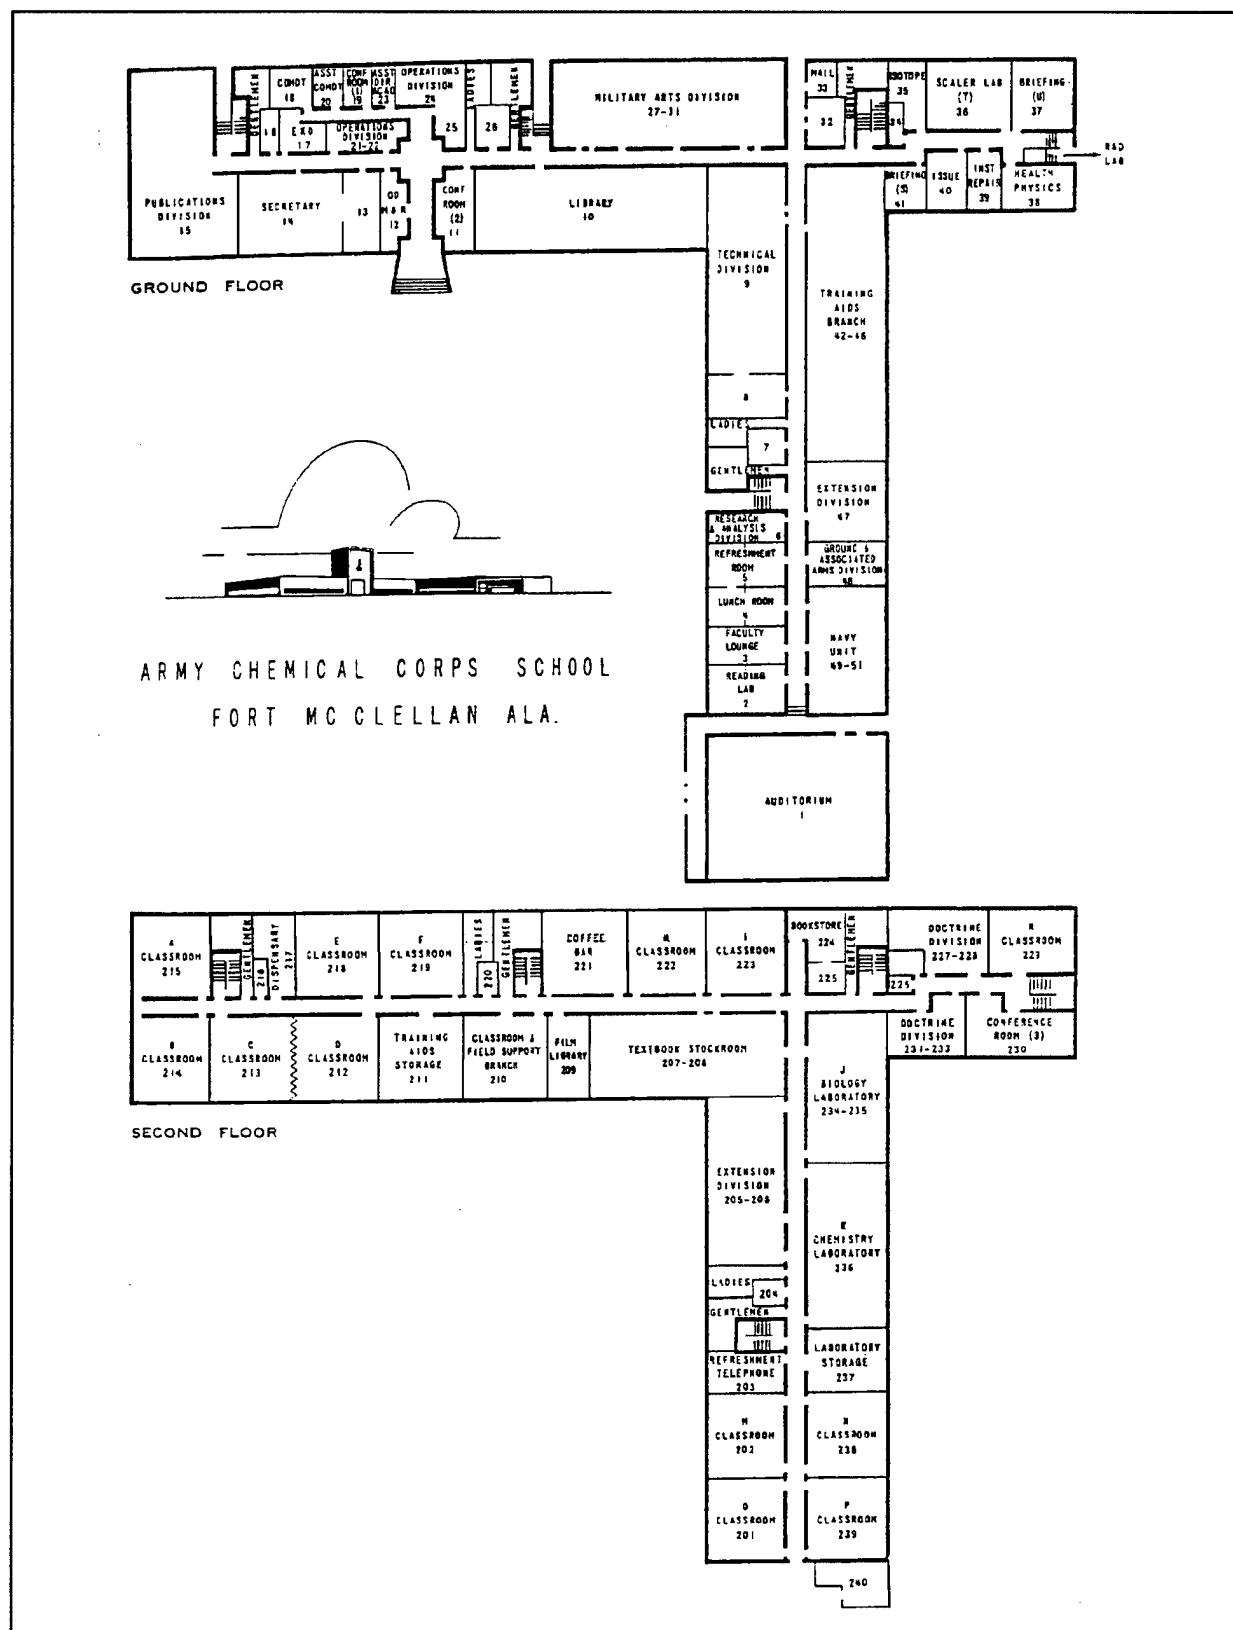 GENTLEMEN
COMDT
18
ASST
COMDT
20
CONF
ROOM
(1)
19
ASST
DIR
ACAD
23
OPERATIONS
DIVISION
24
LADIES
GENTLEMEN
16
EXO
17
OPERATIONS
DIVISION
21-22
25
26
MILITARY ARTS DIVISION
27-31
MAIL
33
GENTLEMEN
32
ISOTOPE
35
34
SCALER LAB
(T)
36
BRIEFING
(U)
37
RAD
LAB
PUBLICATIONS
DIVISION
15
SECRETARY
14
13
OD
M & R
12
CONF
ROOM
(2)
11
LIBRARY
10
BRIEFING
(S)
41
ISSUE
40
INST
REPAIR
39
HEALTH
PHYSICS
38
GROUND FLOOR
TECHNICAL
DIVISION
9
TRAINING
AIDS
BRANCH
42-46
8
LADIES
7
GENTLEMEN
EXTENSION
DIVISION
47
RESEARCH
& ANALYSIS
DIVISION 6
REFRESHMENT
ROOM
5
GROUND &
ASSOCIATED
ARMS DIVISION
48
LUNCH ROOM
4
FACULTY
LOUNGE
3
NAVY
UNIT
49-51
READING
LAB
2
ARMY CHEMICAL CORPS SCHOOL
FORT MC CLELLAN ALA.
AUDITORIUM
1
A
CLASSROOM
215
GENTLEMEN
216
DISPENSARY
217
E
CLASSROOM
218
F
CLASSROOM
219
LADIES
220
GENTLEMEN
COFFEE
BAR
221
CLASSROOM
222
CLASSROOM
223
BOOKSTORE
224
GENTLEMEN
225
225
DOCTRINE
DIVISION
227-228
R
CLASSROOM
223
B
CLASSROOM
214
C
CLASSROOM
213
D
CLASSROOM
212
TRAINING
AIDS
STORAGE
211
CLASSROOM &
FIELD SUPPORT
BRANCH
210
FILM
LIBRARY
209
TEXTBOOK STOCKROOM
207-208
DOCTRINE
DIVISION
231-233
CONFERENCE
ROOM (3)
230
J
BIOLOGY
LABORATORY
234-235
SECOND FLOOR
EXTENSION
DIVISION
205-206
K
CHEMISTRY
LABORATORY
236
LADIES
204
GENTLEMEN
REFRESHMENT
TELEPHONE
203
LABORATORY
STORAGE
237
M
CLASSROOM
202
N
CLASSROOM
238
O
CLASSROOM
201
P
CLASSROOM
239
240